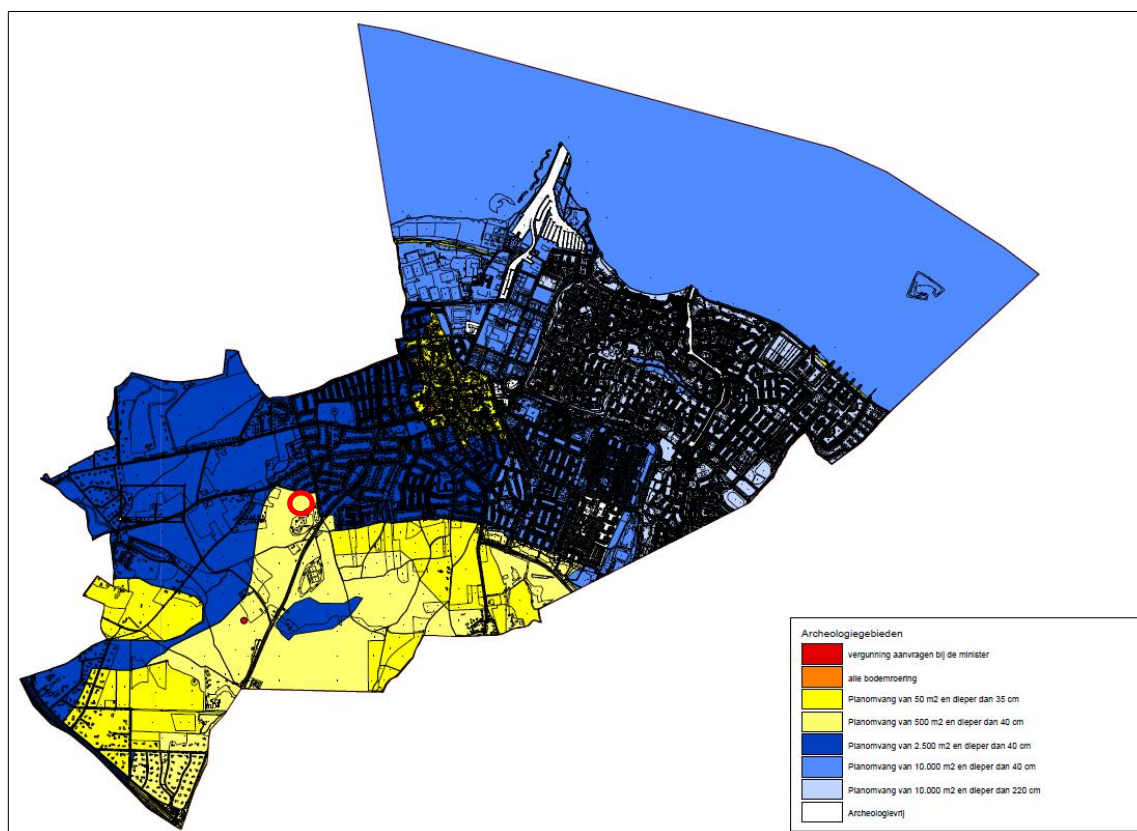 Archeologiegebieden
vergunning aanvragen bij de minister
alle bodemroering
Planomvang van 50 m2 en dieper dan 35 cm
Planomvang van 500 m2 en dieper dan 40 cm
Planomvang van 2.500 m2 en dieper dan 40 cm
Planomvang van 10.000 m2 en dieper dan 40 cm
Planomvang van 10.000 m2 en dieper dan 220 cm
Archeologievrij